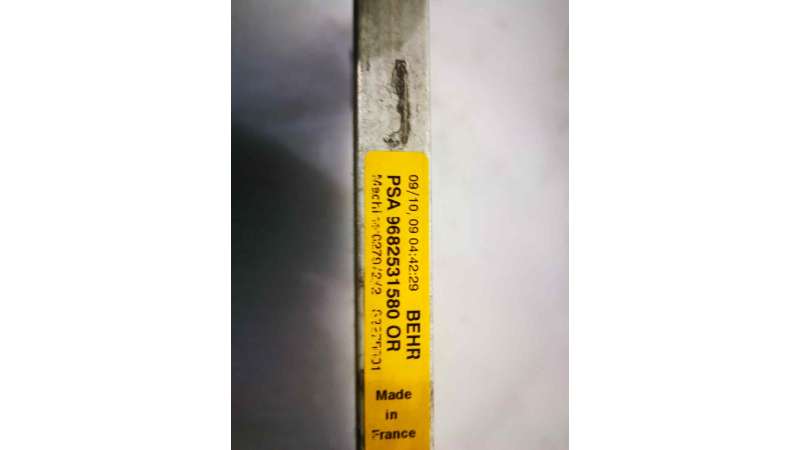 09/10, 09 04:42:29 BEHR
PSA 9682531580 OR
Made
in
France